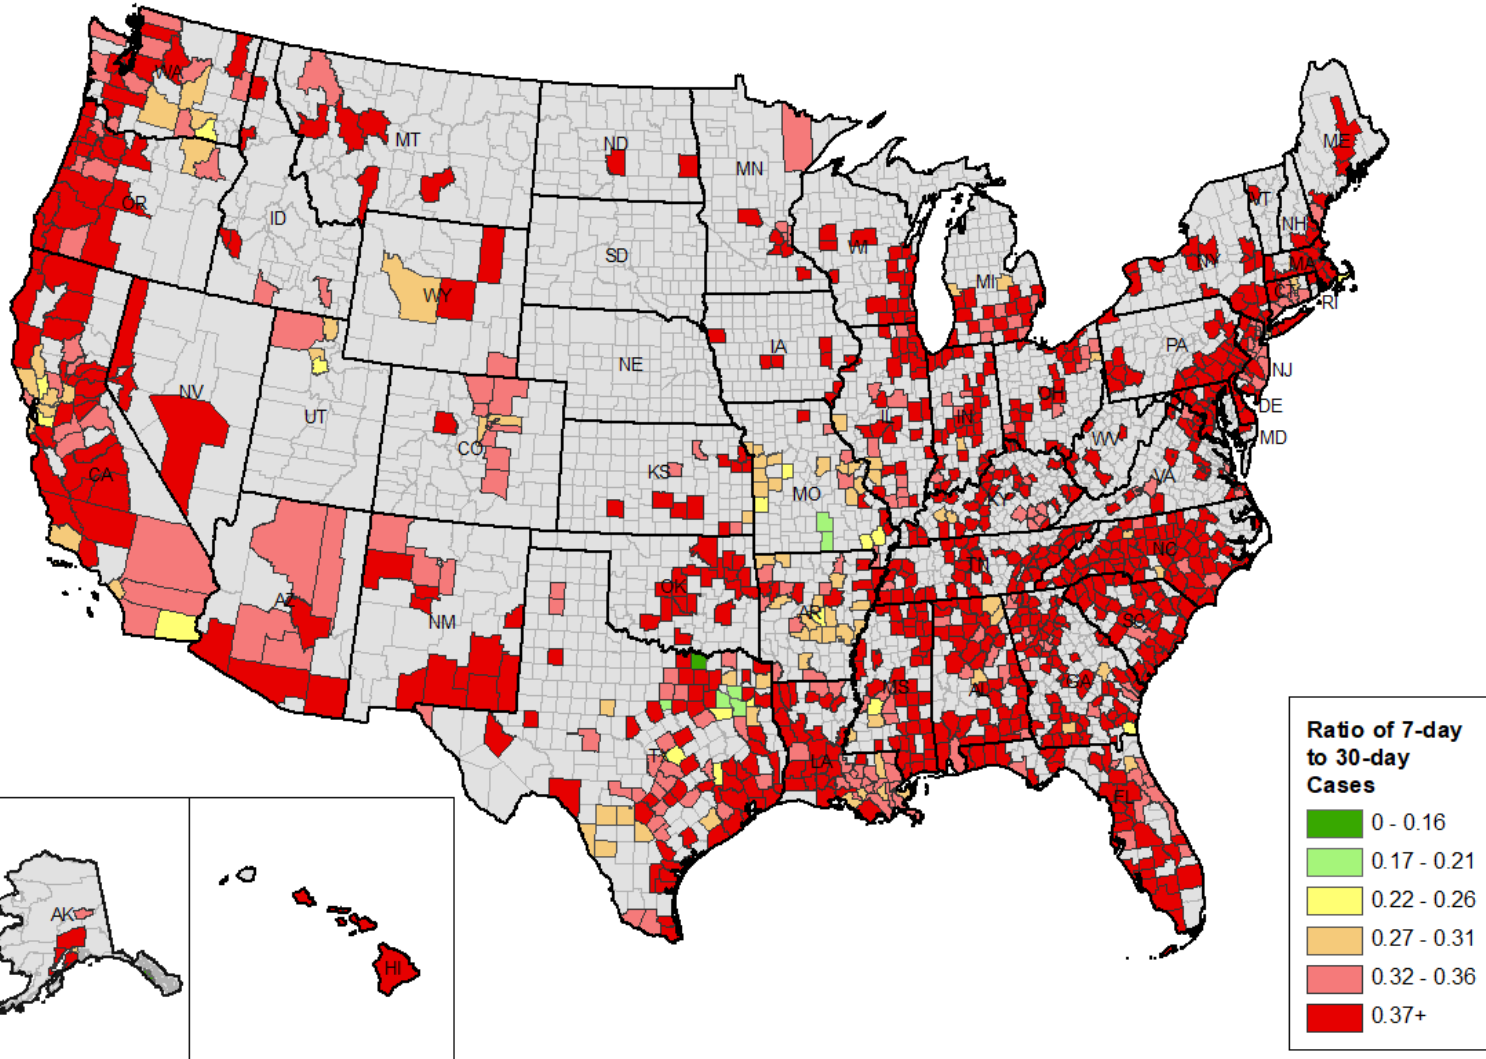 WA
MT
ND
MN
ME
OR
ID
SD
WI
MI
VT
NH
NY
MA
CT
RI
WY
NE
IA
PA
NJ
NV
UT
CO
IL
IN
OH
DE
MD
WV
VA
CA
KS
MO
KY
AZ
NM
OK
AR
TN
NC
SC
MS
AL
GA
TX
LA
FL
AK
HI
Ratio of 7-day
to 30-day
Cases
0 - 0.16
0.17 - 0.21
0.22 - 0.26
0.27 - 0.31
0.32 - 0.36
0.37+